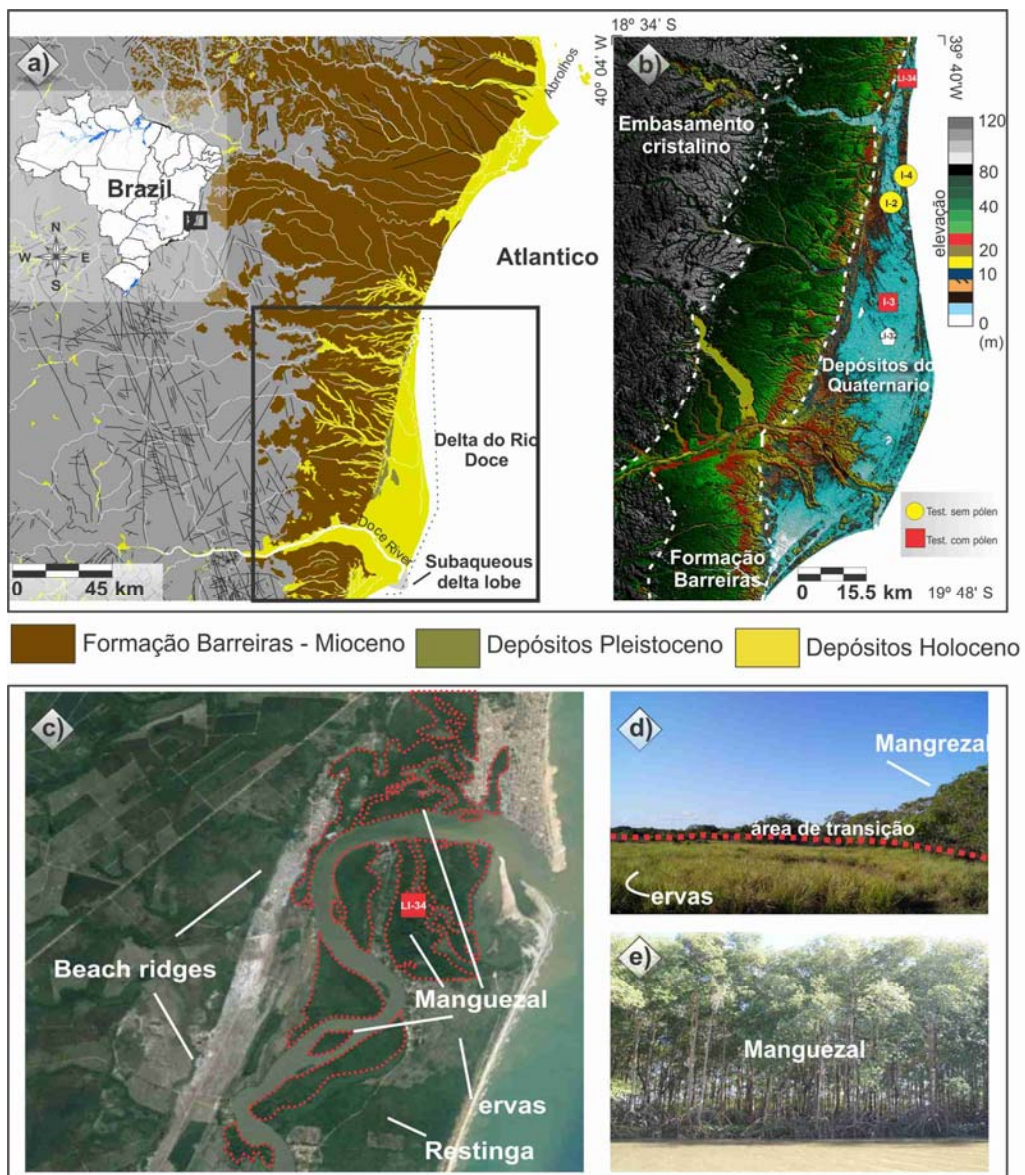 a)
Brazil
N
W E
S
Abrolhos
Atlantico
Delta do Rio
Doce
Doce River
Subaqueous
delta lobe
0 45 km
18º 34' S
40º 04' W
39º 40'W
b)
LI-34
Embasamento
cristalino
I-4
I-2
I-3
LI-32
Depósitos do
Quaternario
?
elevação
120
80
40
20
10
0
(m)
Test. sem pólen
Test. com pólen
Formação
Barreiras
0 15.5 km
19º 48' S
Formação Barreiras - Mioceno
Depósitos Pleistoceno
Depósitos Holoceno
c)
LI-34
Beach ridges
Manguezal
ervas
Restinga
d)
Mangrezal
área de transição
ervas
e)
Manguezal